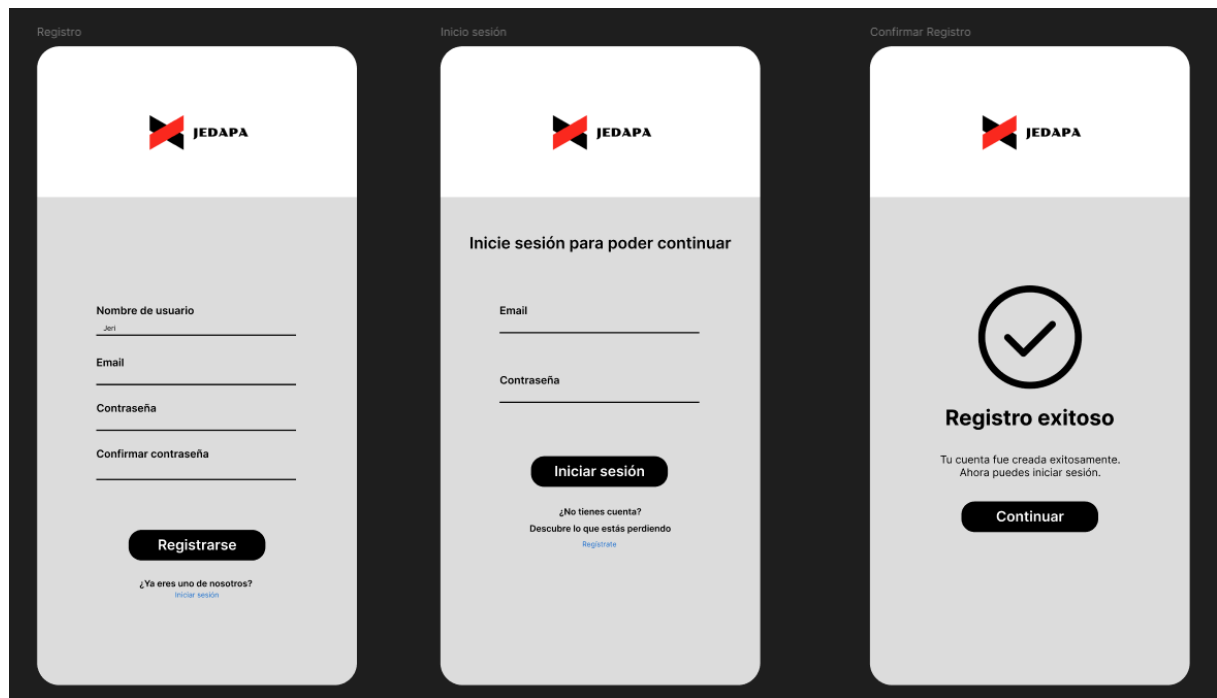 Registro
JEDAPA
Nombre de usuario
Jeri
Email
Contraseña
Confirmar contraseña
Registrarse
¿Ya eres uno de nosotros?
Iniciar sesión
Inicio sesión
JEDAPA
Inicie sesión para poder continuar
Email
Contraseña
Iniciar sesión
¿No tienes cuenta?
Descubre lo que estás perdiendo
Regístrate
Confirmar Registro
JEDAPA
Registro exitoso
Tu cuenta fue creada exitosamente.
Ahora puedes iniciar sesión.
Continuar